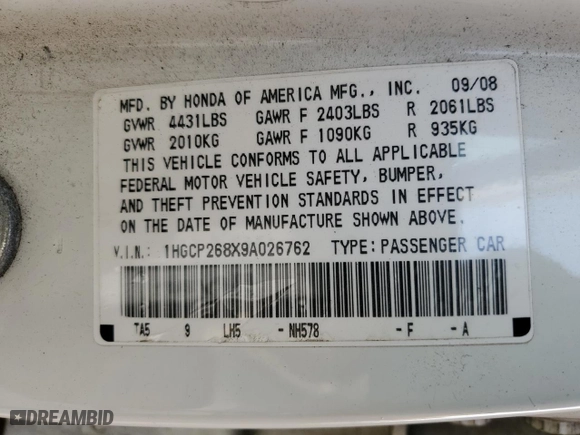 MFD. BY HONDA OF AMERICA MFG., INC. 09/08
GVWR 4431LBS GAWR F 2403LBS R 2061LBS
GVWR 2010KG GAWR F 1090KG R 935KG
THIS VEHICLE CONFORMS TO ALL APPLICABLE
FEDERAL MOTOR VEHICLE SAFETY, BUMPER,
AND THEFT PREVENTION STANDARDS IN EFFECT
ON THE DATE OF MANUFACTURE SHOWN ABOVE.
V.I.N.: 1HGCP268X9A026762 TYPE: PASSENGER CAR
TA5 9 LH5 -NH578 -F -A
DREAMBID